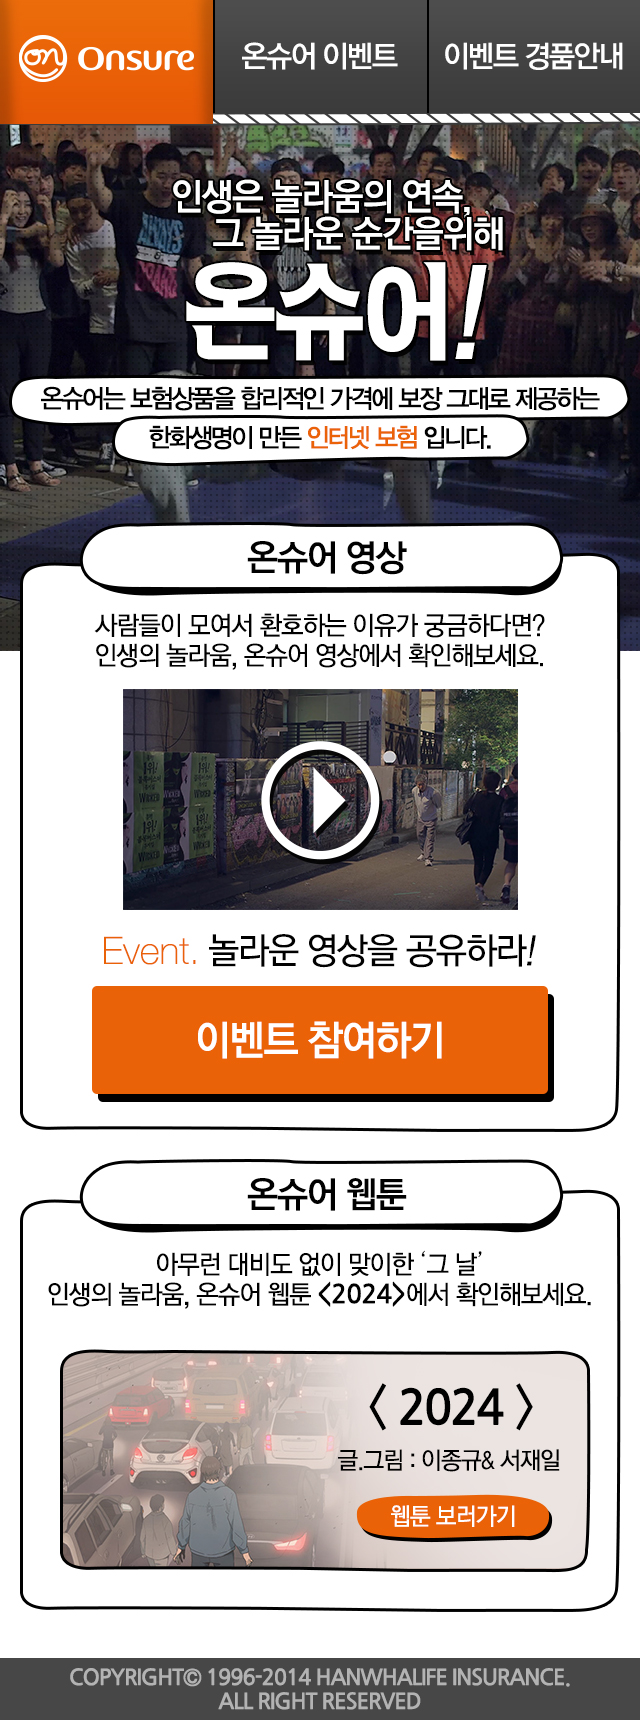 on Onsure
온슈어 이벤트
이벤트 경품안내
인생은 놀라움의 연속,
그 놀라운 순간을위해
온슈어!
온슈어는 보험상품을 합리적인 가격에 보장 그대로 제공하는
한화생명이 만든 인터넷 보험 입니다.
온슈어 영상
사람들이 모여서 환호하는 이유가 궁금하다면?
인생의 놀라움, 온슈어 영상에서 확인해보세요.
WICKED
Event. 놀라운 영상을 공유하라!
이벤트 참여하기
온슈어 웹툰
아무런 대비도 없이 맞이한 ‘그 날’
인생의 놀라움, 온슈어 웹툰 <2024>에서 확인해보세요.
< 2024 >
글.그림 : 이종규& 서재일
웹툰 보러가기
COPYRIGHT© 1996-2014 HANWHALIFE INSURANCE.
ALL RIGHT RESERVED